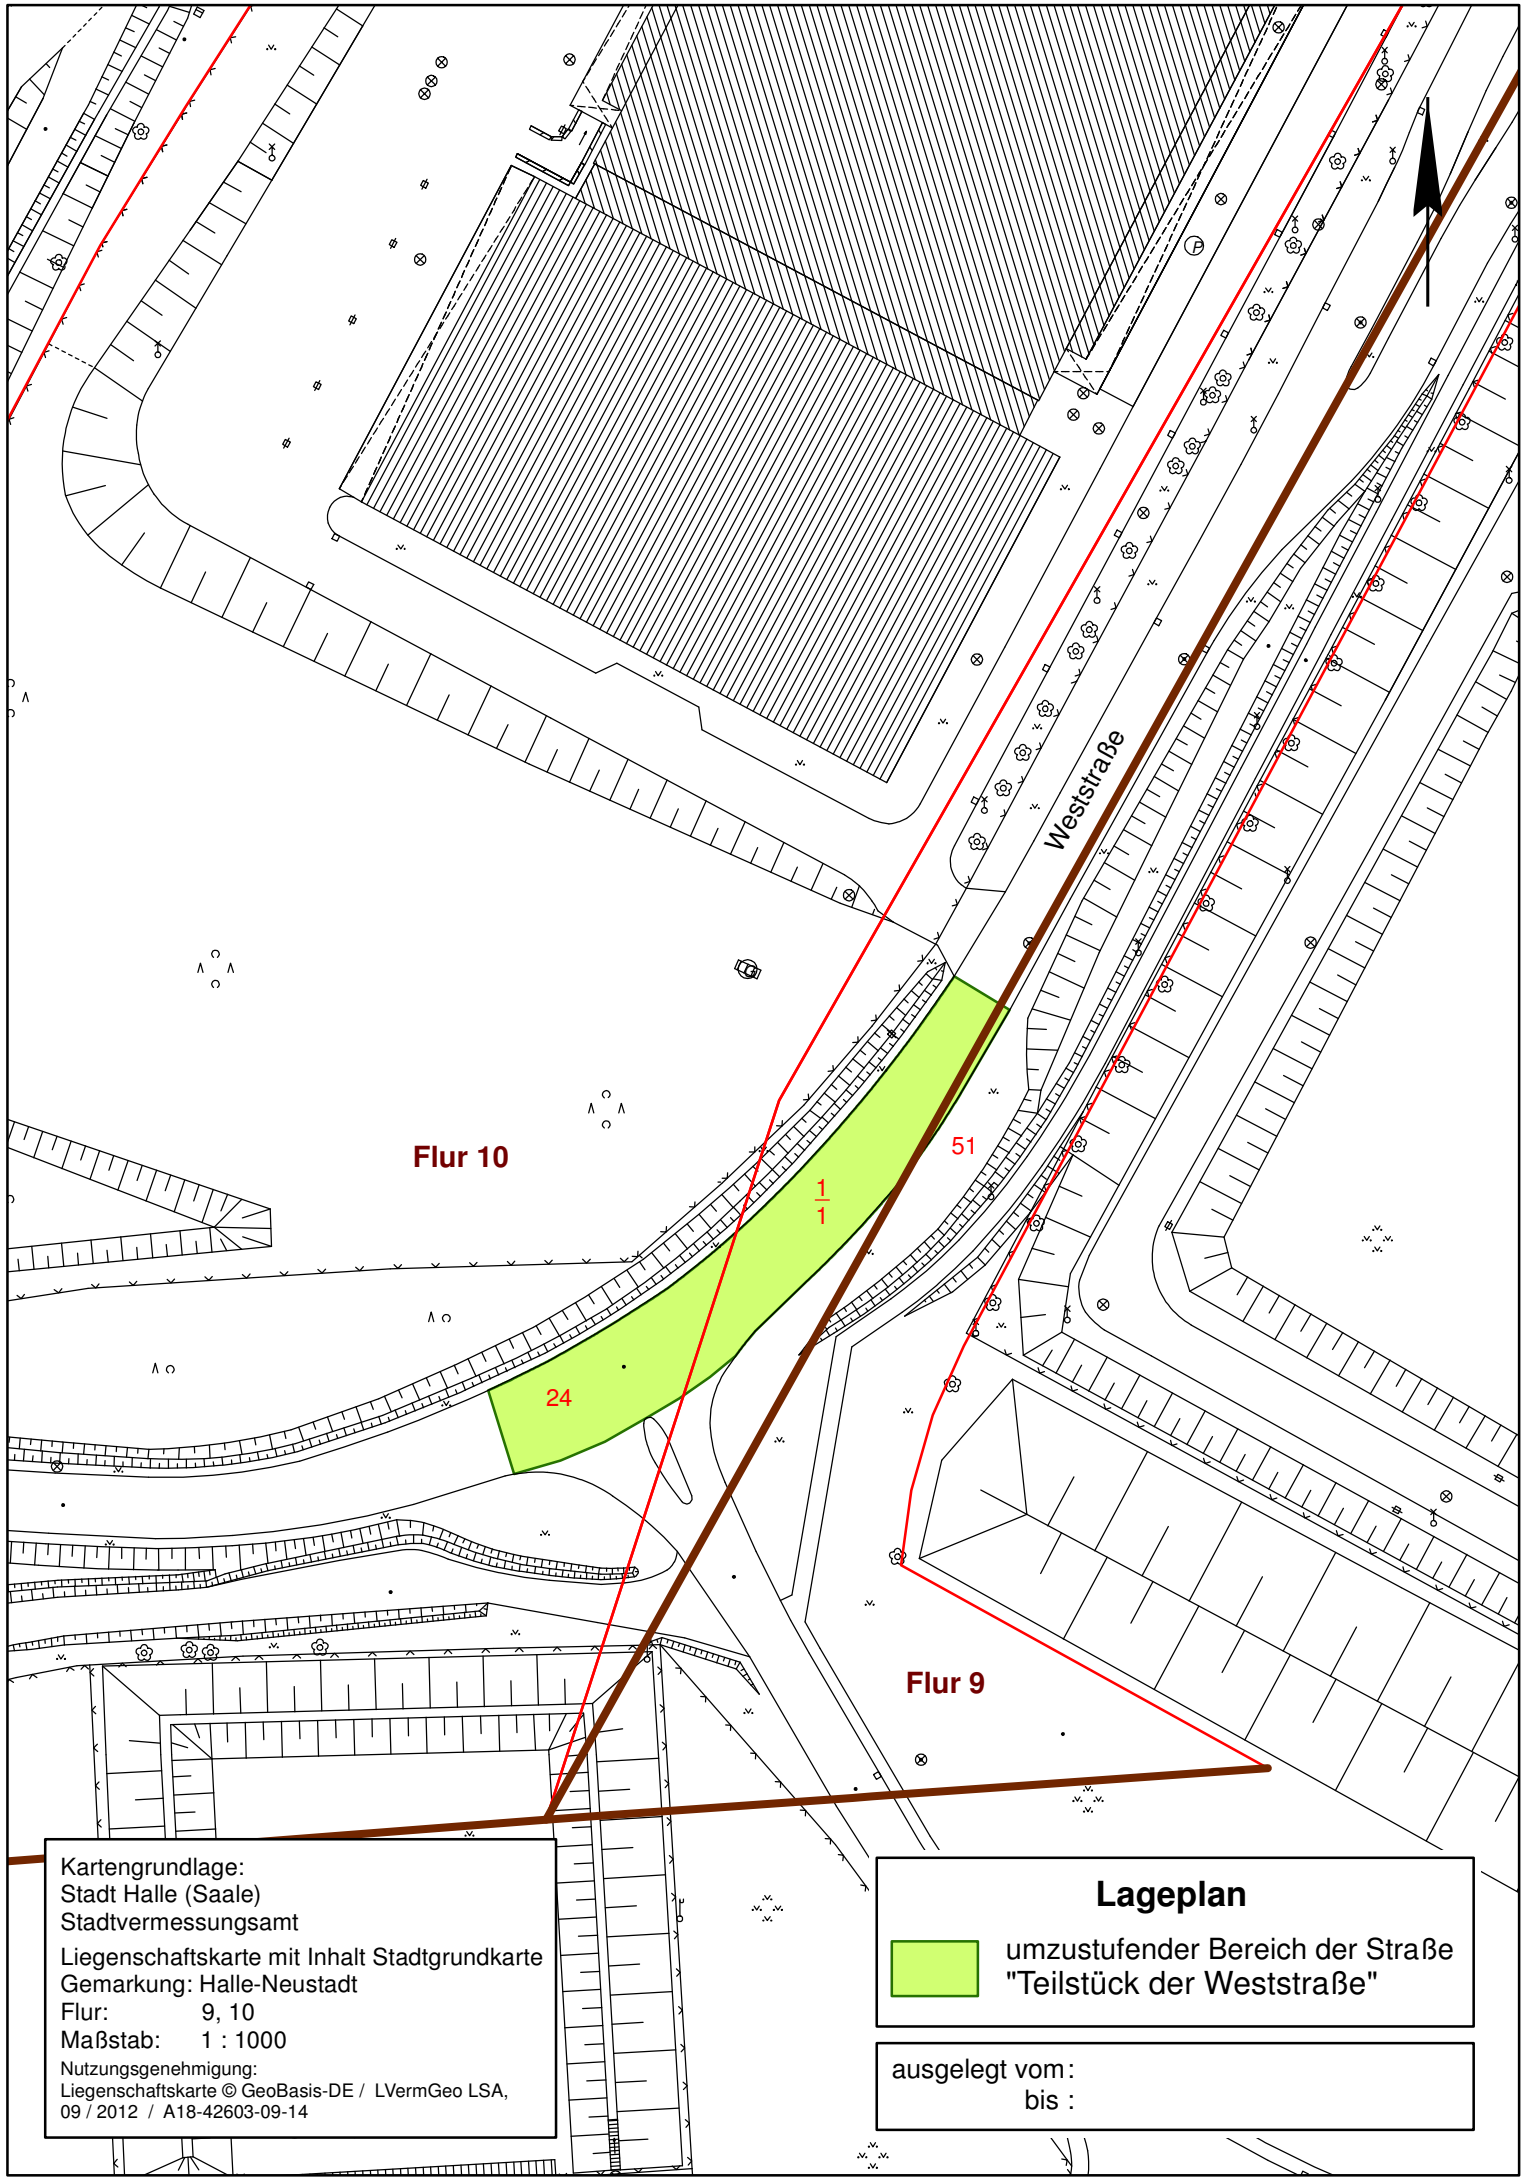 P
Weststraße
Flur 10
51
1
1
24
Flur 9
Kartengrundlage:
Stadt Halle (Saale)
Stadtvermessungsamt
Liegenschaftskarte mit Inhalt Stadtgrundkarte
Gemarkung: Halle-Neustadt
Flur: 9, 10
Maßstab: 1 : 1000
Nutzungsgenehmigung:
Liegenschaftskarte © GeoBasis-DE / LVermGeo LSA,
09 / 2012 / A18-42603-09-14
Lageplan
umzustufender Bereich der Straße
"Teilstück der Weststraße"
ausgelegt vom :
bis :